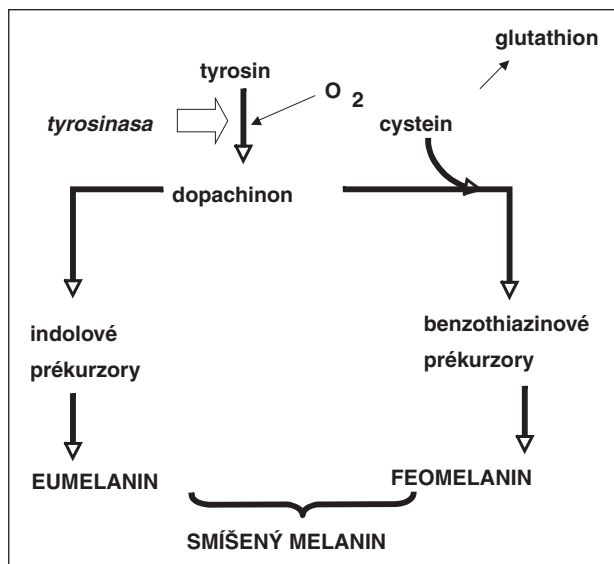 glutathion
tyrosin
O 2
tyrosinasa
cystein
dopachinon
indolové
prékurzory
benzothiazinové
prékurzory
EUMELANIN
FEOMELANIN
SMÍŠENÝ MELANIN